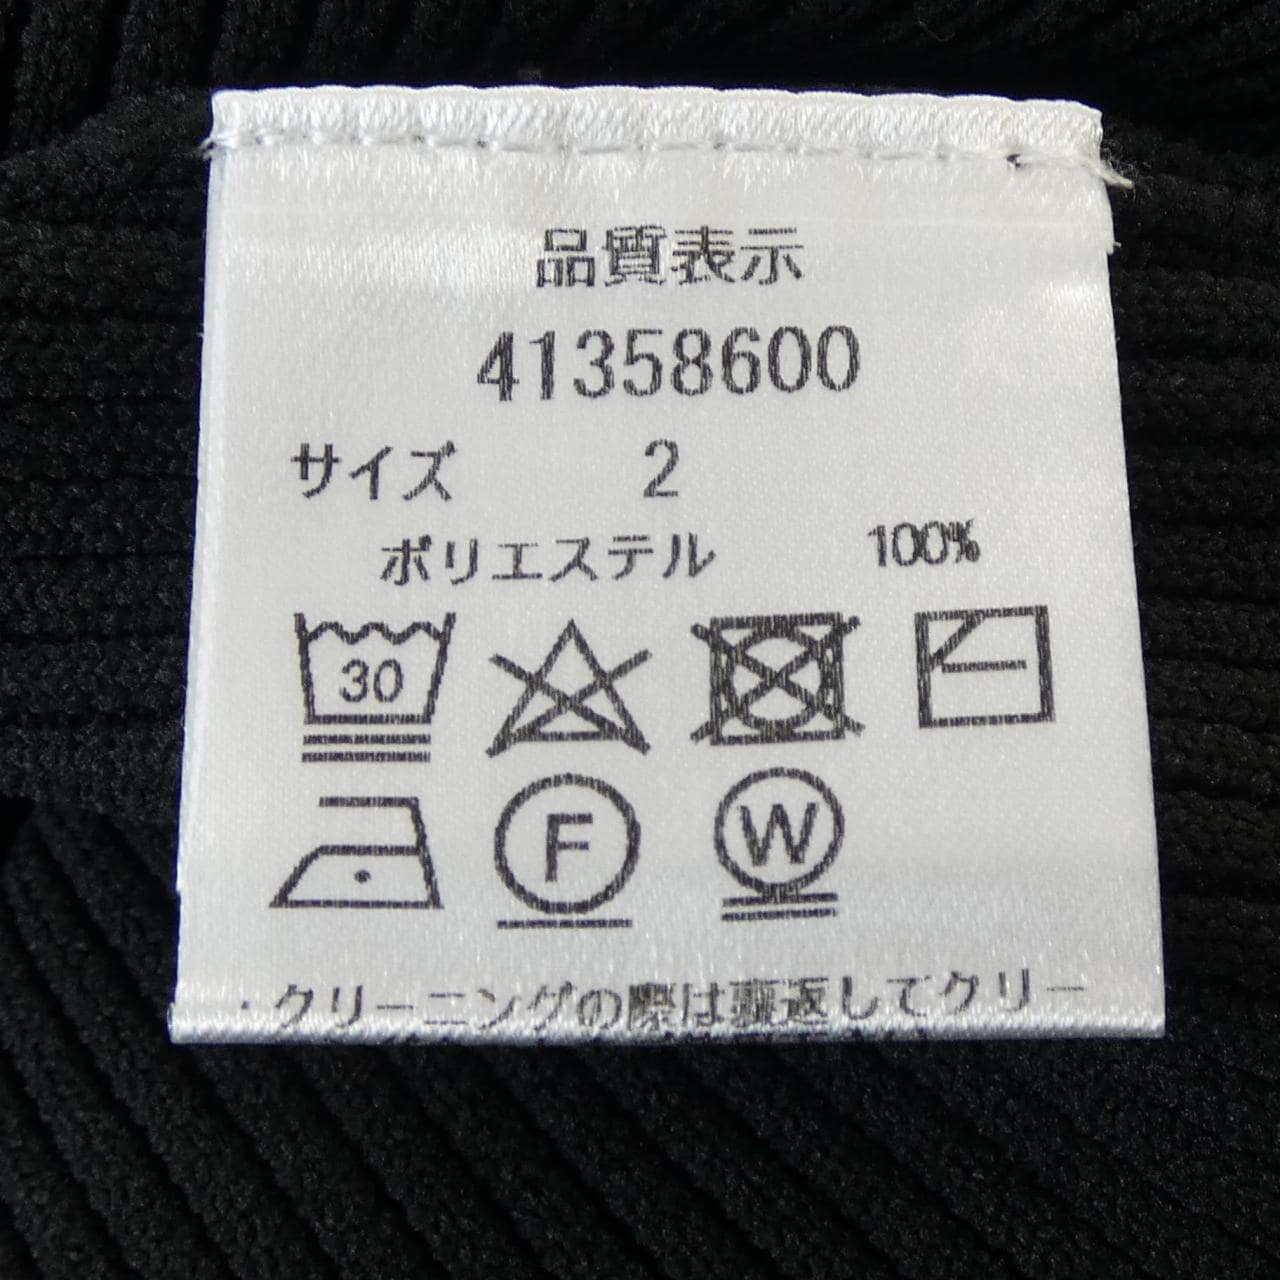 品質表示
41358600
サイズ 2
ポリエステル 100%
30
F W
・クリーニングの際は裏返してクリー